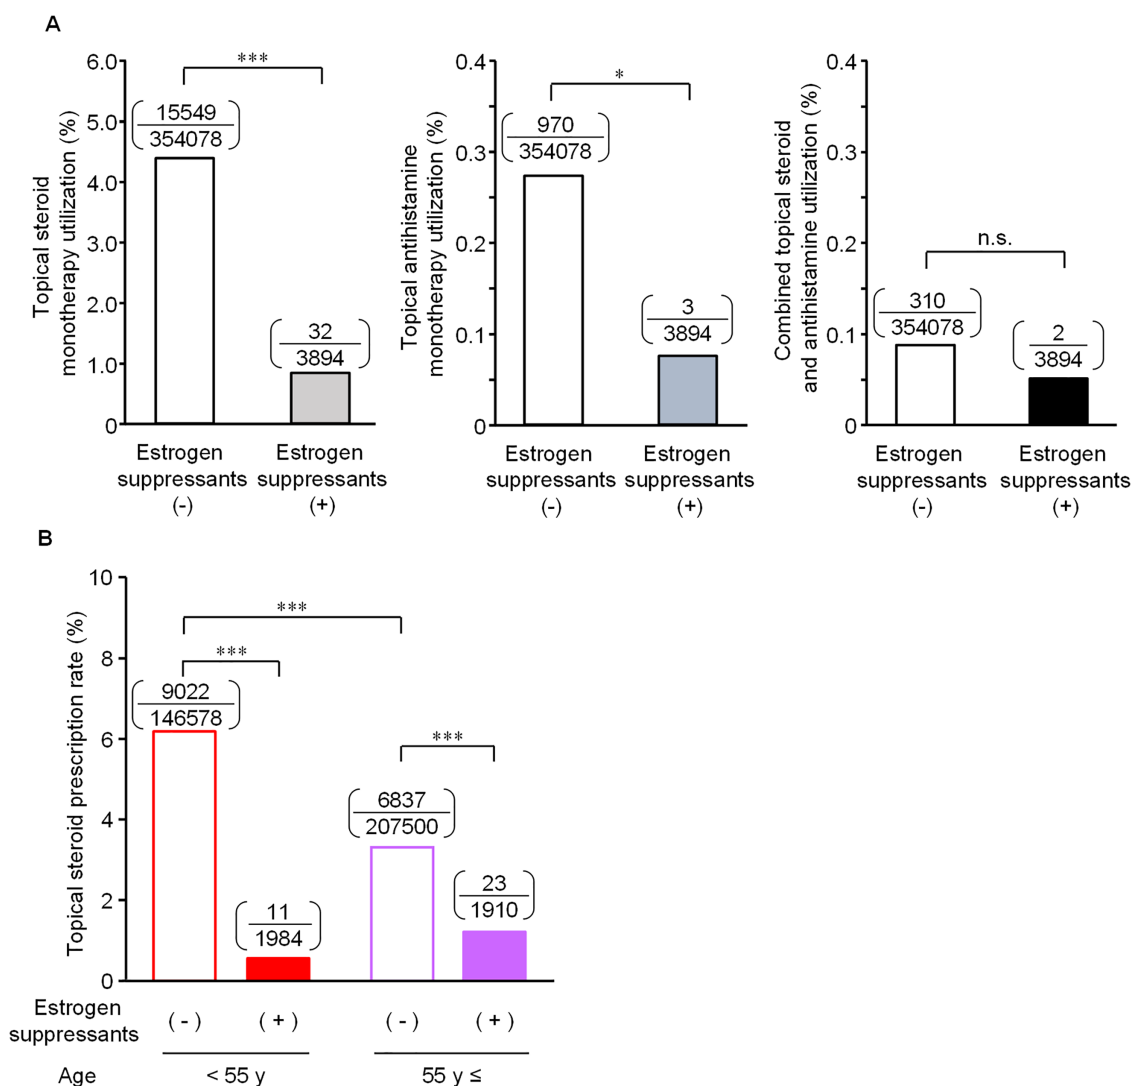 A
Topical steroid
monotherapy utilization (%)
6.0
5.0
4.0
3.0
2.0
1.0
0
***
15549
354078
32
3894
Estrogen
suppressants
(-)
Estrogen
suppressants
(+)
Topical antihistamine
monotherapy utilization (%)
0.4
0.3
0.2
0.1
0
*
970
354078
3
3894
Estrogen
suppressants
(-)
Estrogen
suppressants
(+)
Combined topical steroid
and antihistamine utilization (%)
0.4
0.3
0.2
0.1
0
n.s.
310
354078
2
3894
Estrogen
suppressants
(-)
Estrogen
suppressants
(+)
B
Topical steroid prescription rate (%)
10
8
6
4
2
0
***
***
***
9022
146578
11
1984
6837
207500
23
1910
Estrogen
suppressants
( - ) ( + ) ( - ) ( + )
Age < 55 y 55 y ≤